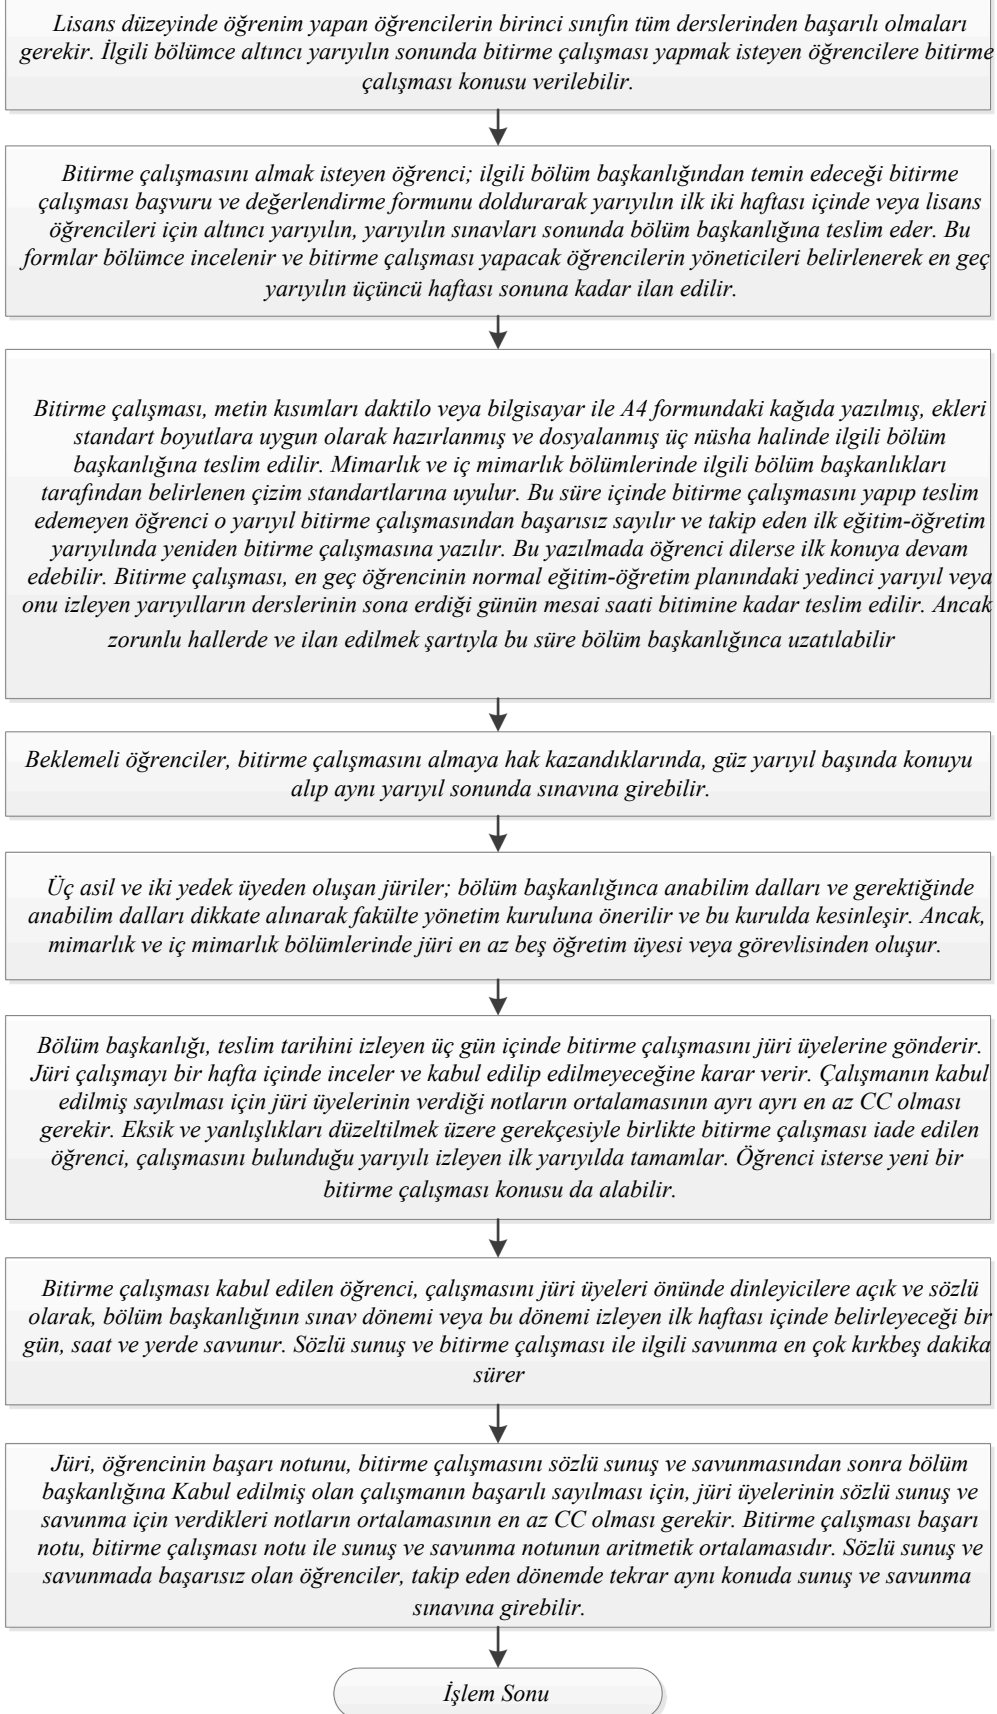 Lisans düzeyinde öğrenim yapan öğrencilerin birinci sınıfın tüm derslerinden başarılı olmaları
gerekir. İlgili bölümce altıncı yarıyılın sonunda bitirme çalışması yapmak isteyen öğrencilere bitirme
çalışması konusu verilebilir.
Bitirme çalışmasını almak isteyen öğrenci; ilgili bölüm başkanlığından temin edeceği bitirme
çalışması başvuru ve değerlendirme formunu doldurarak yarıyılın ilk iki haftası içinde veya lisans
öğrencileri için altıncı yarıyılın, yarıyılın sınavları sonunda bölüm başkanlığına teslim eder. Bu
formlar bölümce incelenir ve bitirme çalışması yapacak öğrencilerin yöneticileri belirlenerek en geç
yarıyılın üçüncü haftası sonuna kadar ilan edilir.
Bitirme çalışması, metin kısımları daktilo veya bilgisayar ile A4 formundaki kağıda yazılmış, ekleri
standart boyutlara uygun olarak hazırlanmış ve dosyalanmış üç nüsha halinde ilgili bölüm
başkanlığına teslim edilir. Mimarlık ve iç mimarlık bölümlerinde ilgili bölüm başkanlıkları
tarafından belirlenen çizim standartlarına uyulur. Bu süre içinde bitirme çalışmasını yapıp teslim
edemeyen öğrenci o yarıyıl bitirme çalışmasından başarısız sayılır ve takip eden ilk eğitim-öğretim
yarıyılında yeniden bitirme çalışmasına yazılır. Bu yazılmada öğrenci dilerse ilk konuya devam
edebilir. Bitirme çalışması, en geç öğrencinin normal eğitim-öğretim planındaki yedinci yarıyıl veya
onu izleyen yarıyılların derslerinin sona erdiği günün mesai saati bitimine kadar teslim edilir. Ancak
zorunlu hallerde ve ilan edilmek şartıyla bu süre bölüm başkanlığınca uzatılabilir
Beklemeli öğrenciler, bitirme çalışmasını almaya hak kazandıklarında, güz yarıyıl başında konuyu
alıp aynı yarıyıl sonunda sınavına girebilir.
Üç asil ve iki yedek üyeden oluşan jüriler; bölüm başkanlığınca anabilim dalları ve gerektiğinde
anabilim dalları dikkate alınarak fakülte yönetim kuruluna önerilir ve bu kurulda kesinleşir. Ancak,
mimarlık ve iç mimarlık bölümlerinde jüri en az beş öğretim üyesi veya görevlisinden oluşur.
Bölüm başkanlığı, teslim tarihini izleyen üç gün içinde bitirme çalışmasını jüri üyelerine gönderir.
Jüri çalışmayı bir hafta içinde inceler ve kabul edilip edilmeyeceğine karar verir. Çalışmanın kabul
edilmiş sayılması için jüri üyelerinin verdiği notların ortalamasının ayrı ayrı en az CC olması
gerekir. Eksik ve yanlışlıkları düzeltilmek üzere gerekçesiyle birlikte bitirme çalışması iade edilen
öğrenci, çalışmasını bulunduğu yarıyılı izleyen ilk yarıyılda tamamlar. Öğrenci isterse yeni bir
bitirme çalışması konusu da alabilir.
Bitirme çalışması kabul edilen öğrenci, çalışmasını jüri üyeleri önünde dinleyicilere açık ve sözlü
olarak, bölüm başkanlığının sınav dönemi veya bu dönemi izleyen ilk haftası içinde belirleyeceği bir
gün, saat ve yerde savunur. Sözlü sunuş ve bitirme çalışması ile ilgili savunma en çok kırkbeş dakika
sürer
Jüri, öğrencinin başarı notunu, bitirme çalışmasını sözlü sunuş ve savunmasından sonra bölüm
başkanlığına Kabul edilmiş olan çalışmanın başarılı sayılması için, jüri üyelerinin sözlü sunuş ve
savunma için verdikleri notların ortalamasının en az CC olması gerekir. Bitirme çalışması başarı
notu, bitirme çalışması notu ile sunuş ve savunma notunun aritmetik ortalamasıdır. Sözlü sunuş ve
savunmada başarısız olan öğrenciler, takip eden dönemde tekrar aynı konuda sunuş ve savunma
sınavına girebilir.
İşlem Sonu